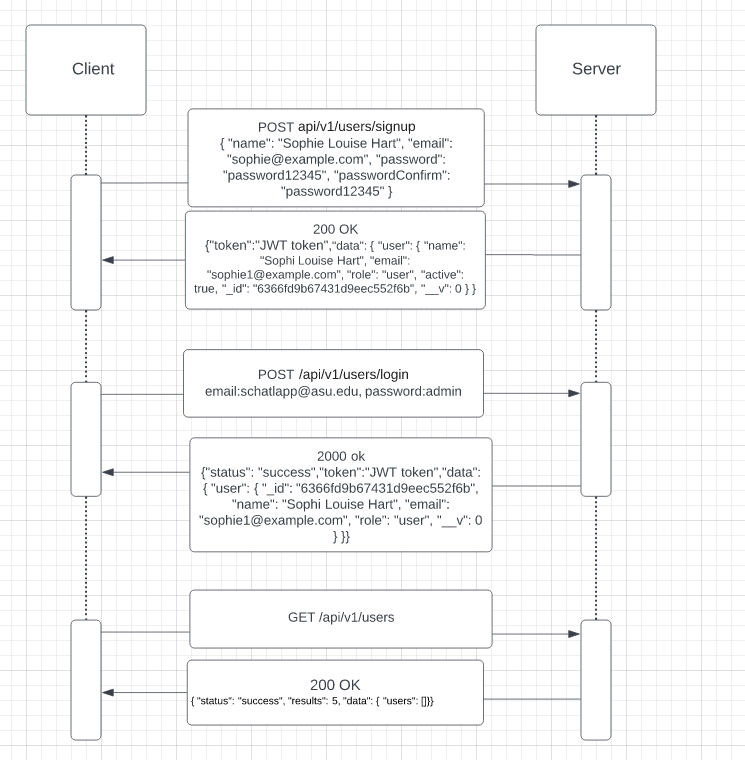 Client
Server
POST api/v1/users/signup
{ "name": "Sophie Louise Hart", "email":
"sophie@example.com", "password":
"password12345", "passwordConfirm":
"password12345" }
200 OK
{"token":"JWT token","data": { "user": { "name":
"Sophi Louise Hart", "email":
"sophie1@example.com", "role": "user", "active":
true, "_id": "6366fd9b67431d9eec552f6b", "__v": 0 } }
POST /api/v1/users/login
email:schatlapp@asu.edu, password:admin
2000 ok
{"status": "success","token":"JWT token","data":
{ "user": { "_id": "6366fd9b67431d9eec552f6b",
"name": "Sophi Louise Hart", "email":
"sophie1@example.com", "role": "user", "__v": 0
} }}
GET /api/v1/users
200 OK
{ "status": "success", "results": 5, "data": { "users": []}}